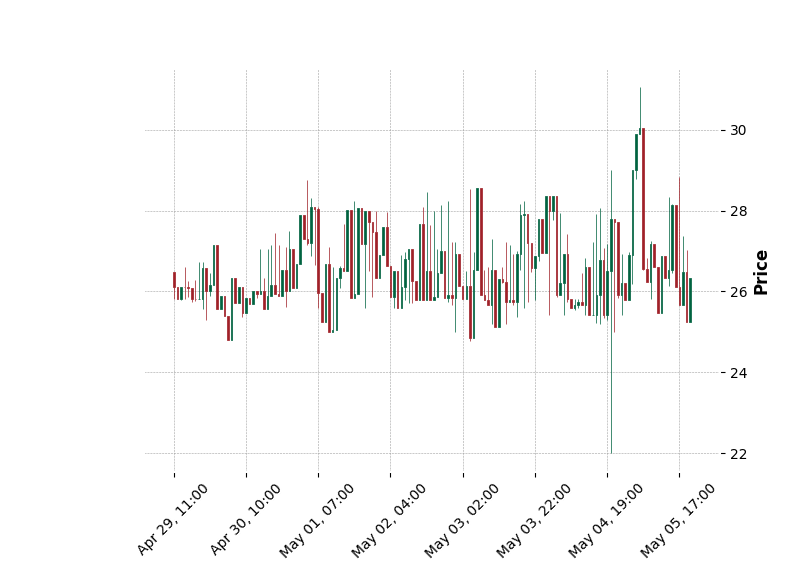 30
28
26
24
22
Price
Apr 29, 11:00
Apr 30, 10:00
May 01, 07:00
May 02, 04:00
May 03, 02:00
May 03, 22:00
May 04, 19:00
May 05, 17:00